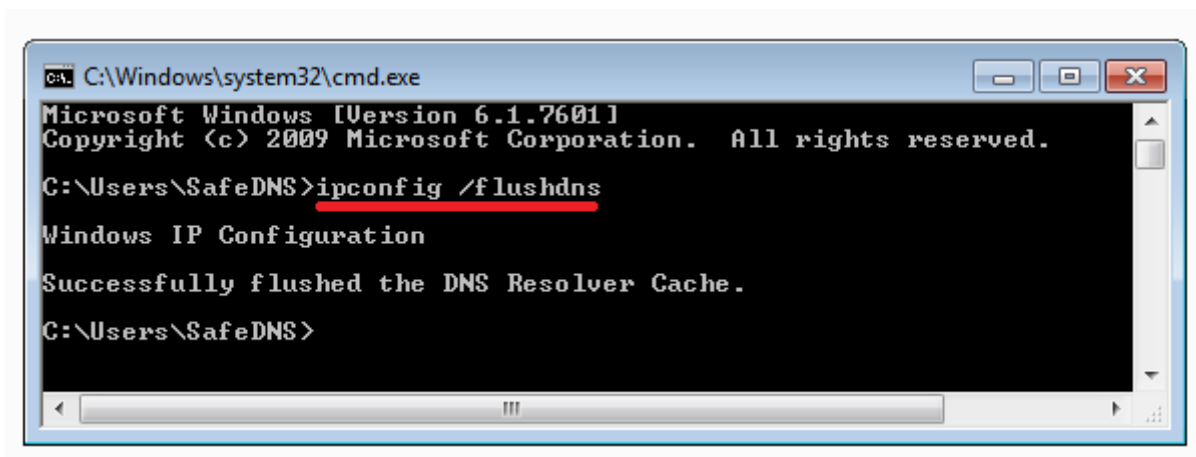 C:\Windows\system32\cmd.exe
Microsoft Windows [Version 6.1.7601]
Copyright (c) 2009 Microsoft Corporation.  All rights reserved.
C:\Users\SafeDNS>ipconfig /flushdns
Windows IP Configuration
Successfully flushed the DNS Resolver Cache.
C:\Users\SafeDNS>